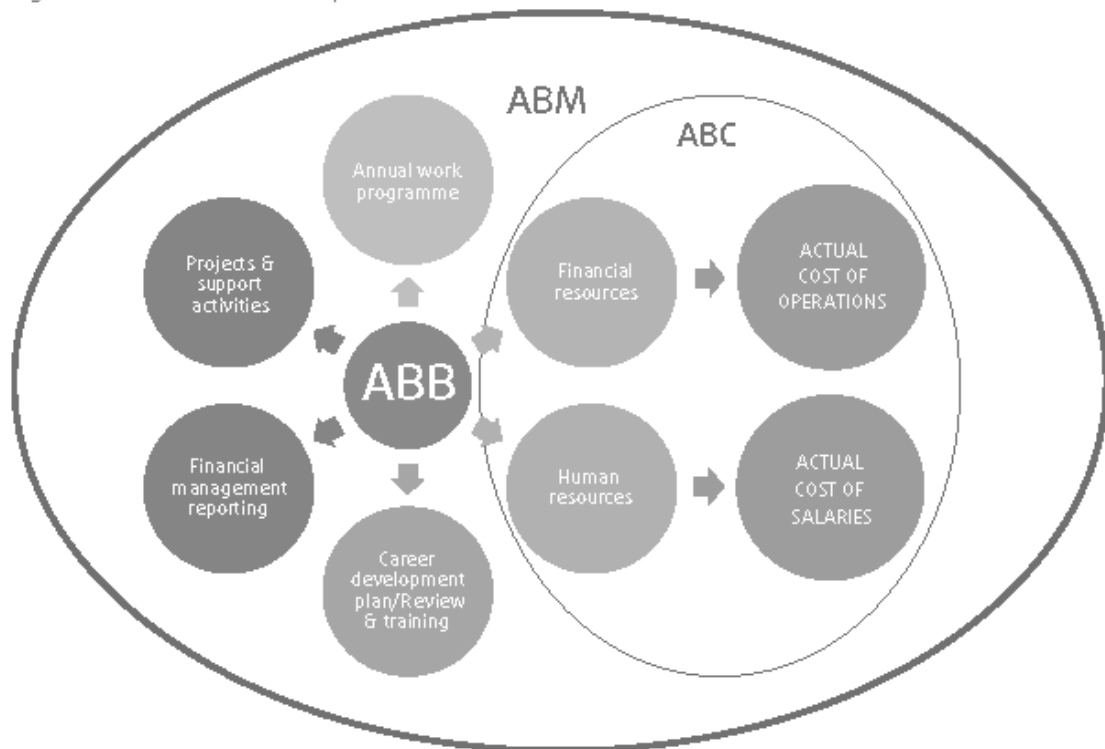 ABM
ABC
Annual work
programme
Projects &
support
activities
Financial
resources
ACTUAL
COST OF
OPERATIONS
ABB
Financial
management
reporting
Human
resources
ACTUAL
COST OF
SALARIES
Career
development
plan/Review
& training